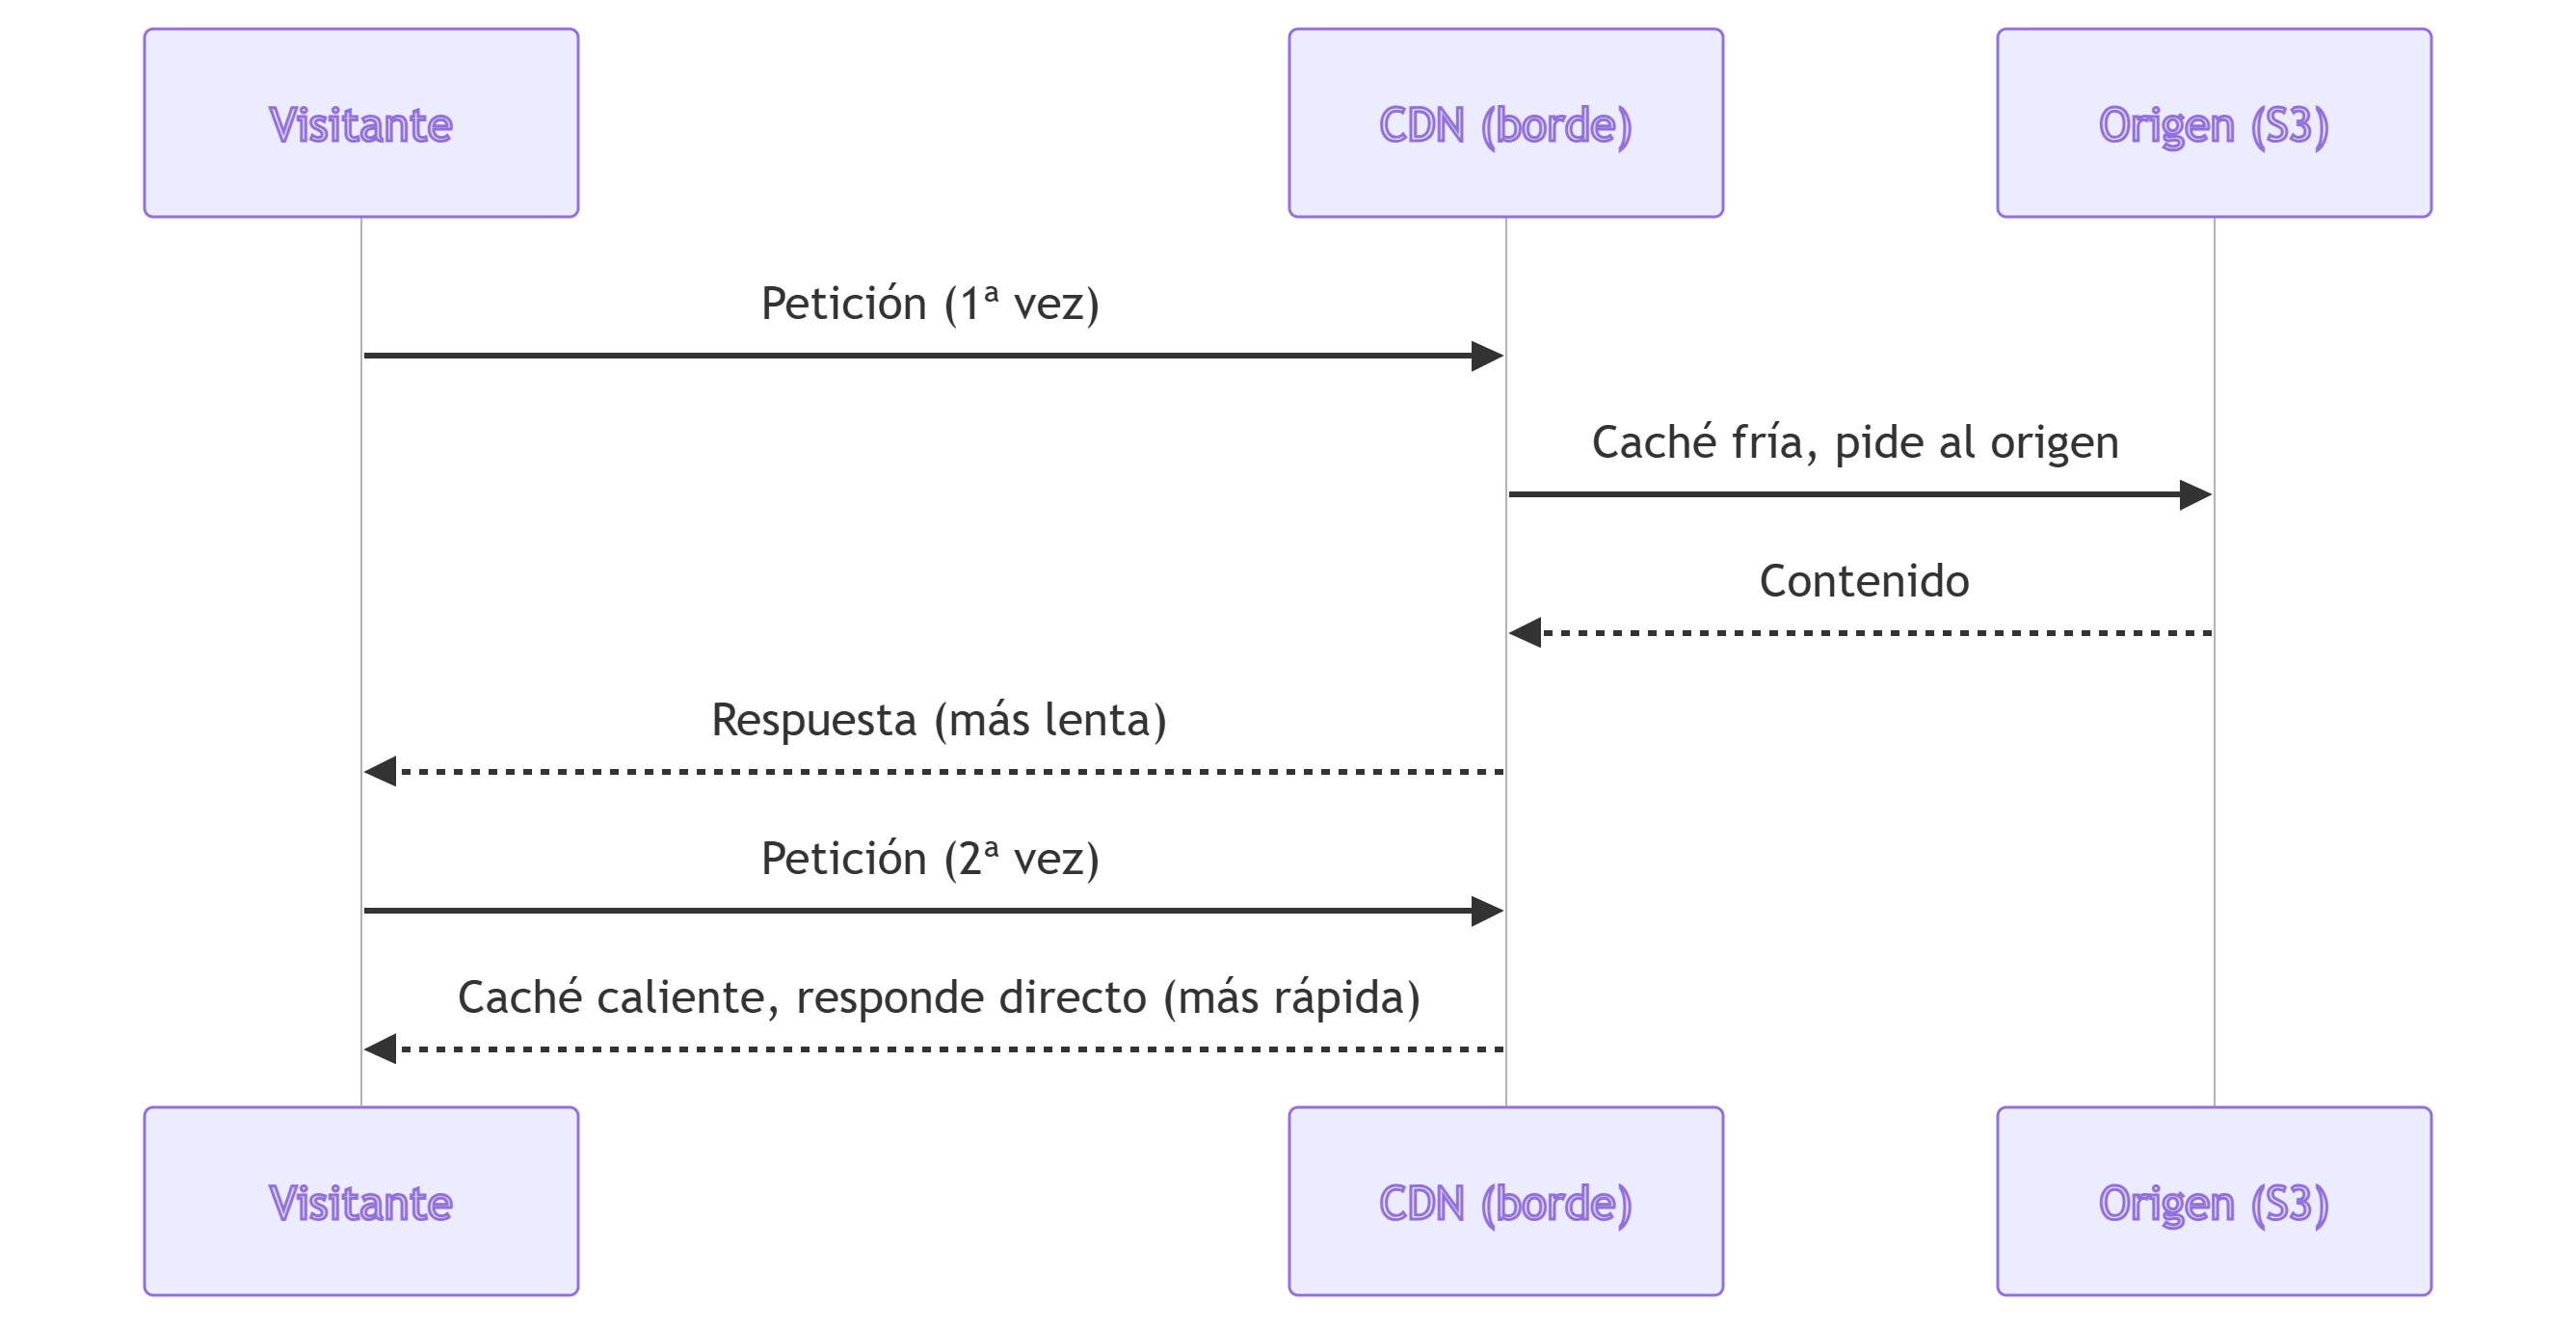 Visitante
CDN (borde)
Origen (S3)
Petición (1ª vez)
Caché fría, pide al origen
Contenido
Respuesta (más lenta)
Petición (2ª vez)
Caché caliente, responde directo (más rápida)
Visitante
CDN (borde)
Origen (S3)